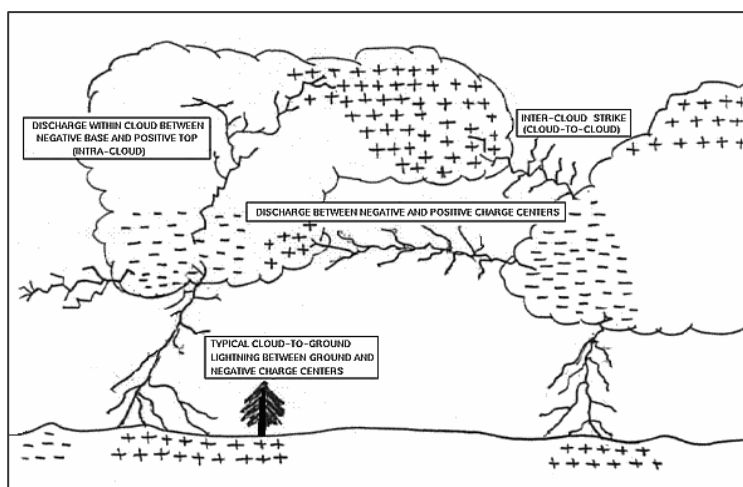 DISCHARGE WITHIN CLOUD BETWEEN
NEGATIVE BASE AND POSITIVE TOP
(INTRA-CLOUD)
INTER-CLOUD STRIKE
(CLOUD-TO-CLOUD)
DISCHARGE BETWEEN NEGATIVE AND POSITIVE CHARGE CENTERS
TYPICAL CLOUD-TO-GROUND
LIGHTNING BETWEEN GROUND AND
NEGATIVE CHARGE CENTERS